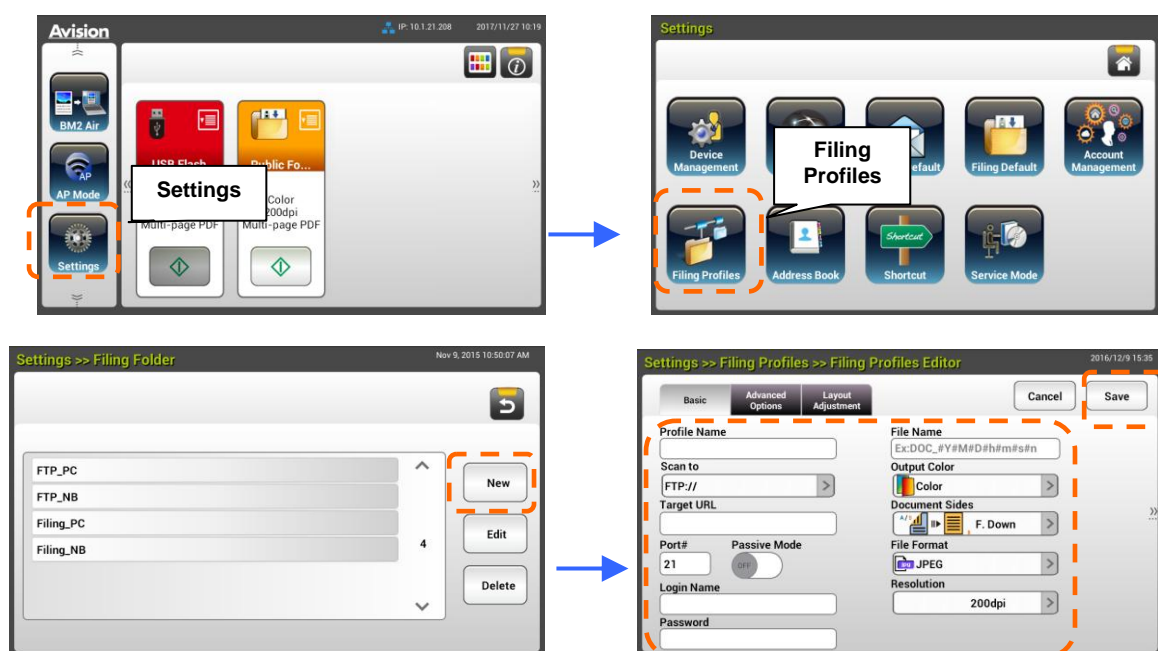 Avision
IP: 10.1.21.208 2017/11/27 10:19
BM2 Air
AP
AP Mode
Settings
USB Flash
Public Fo...
Color
200dpi
Multi-page PDF
Multi-page PDF
Settings
Settings
Device
Management
efault
Filing Default
Account
Management
Filing
Profiles
Filing Profiles
Address Book
Shortcut
Shortcut
Service Mode
Settings >> Filing Folder
Nov 9, 2015 10:50:07 AM
FTP_PC
FTP_NB
Filing_PC
Filing_NB
4
New
Edit
Delete
Settings >> Filing Profiles >> Filing Profiles Editor
2016/12/9 15:35
Basic
Advanced
Options
Layout
Adjustment
Cancel
Save
Profile Name
Scan to
FTP://
Target URL
Port#
Passive Mode
21
OFF
Login Name
Password
File Name
Ex:DOC_#Y#M#D#h#m#s#n
Output Color
Color
Document Sides
F. Down
File Format
JPEG
Resolution
200dpi